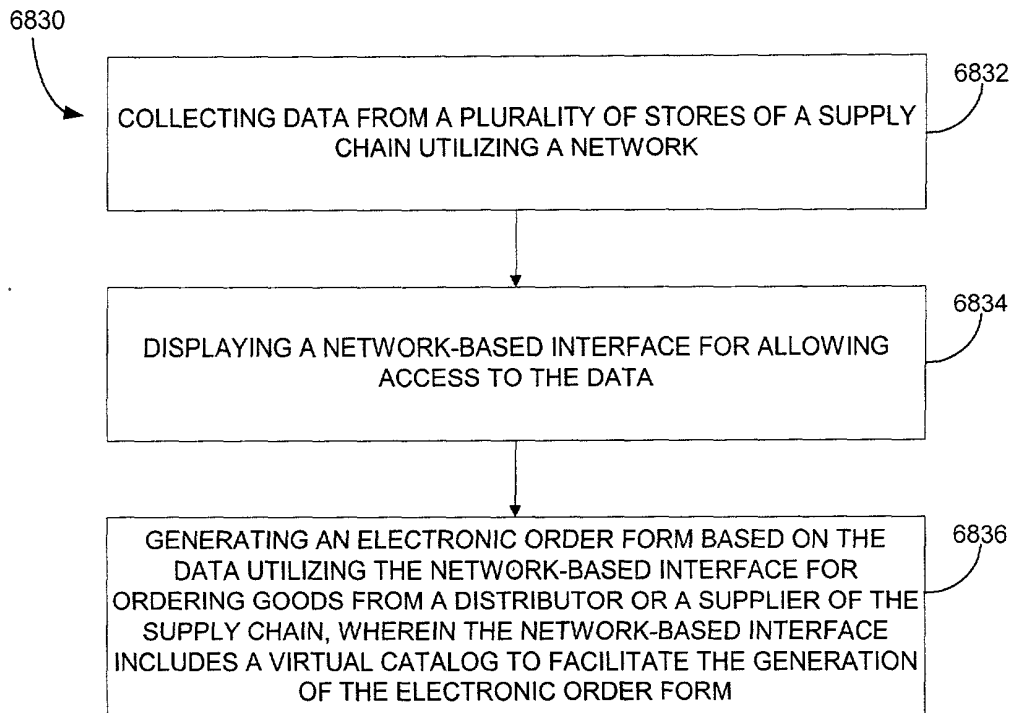 6830
6832
COLLECTING DATA FROM A PLURALITY OF STORES OF A SUPPLY
CHAIN UTILIZING A NETWORK
6834
DISPLAYING A NETWORK-BASED INTERFACE FOR ALLOWING
ACCESS TO THE DATA
6836
GENERATING AN ELECTRONIC ORDER FORM BASED ON THE
DATA UTILIZING THE NETWORK-BASED INTERFACE FOR
ORDERING GOODS FROM A DISTRIBUTOR OR A SUPPLIER OF THE
SUPPLY CHAIN, WHEREIN THE NETWORK-BASED INTERFACE
INCLUDES A VIRTUAL CATALOG TO FACILITATE THE GENERATION
OF THE ELECTRONIC ORDER FORM